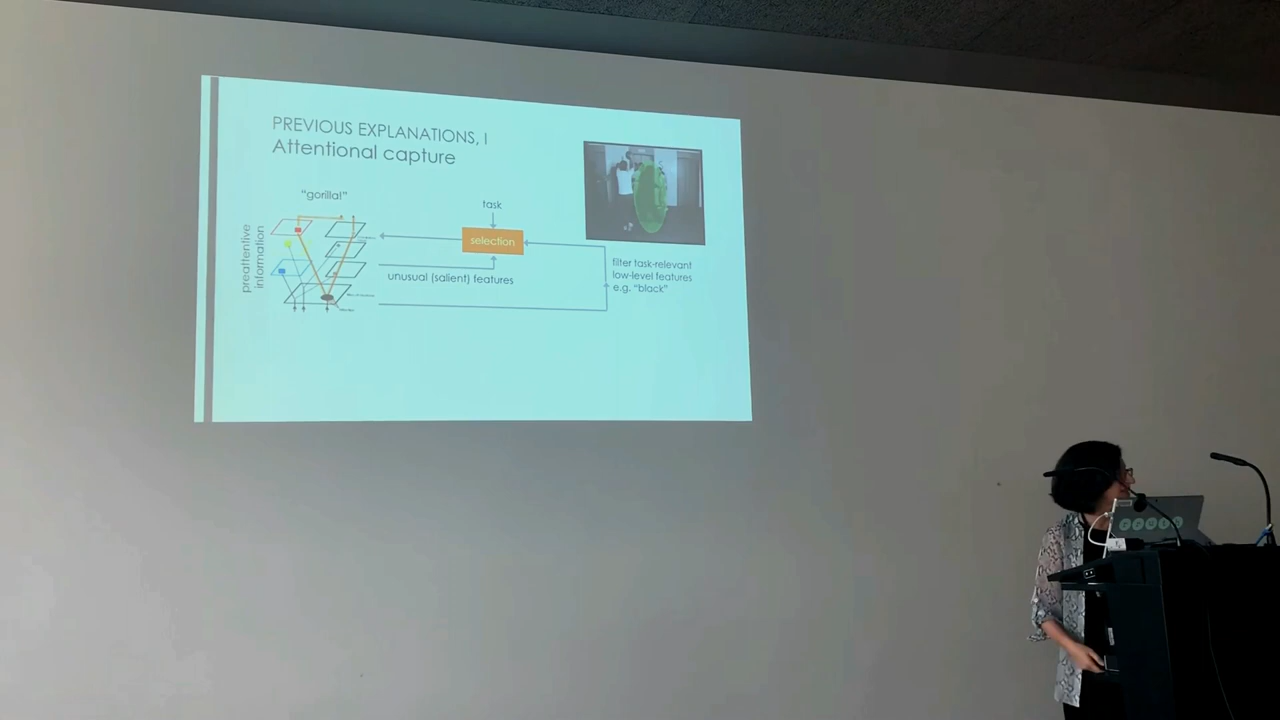 PREVIOUS EXPLANATIONS, I
Attentional capture
"gorilla!"
task
selection
preattentive
information
unusual (salient) features
filter task-relevant
low-level features
e.g. "black"